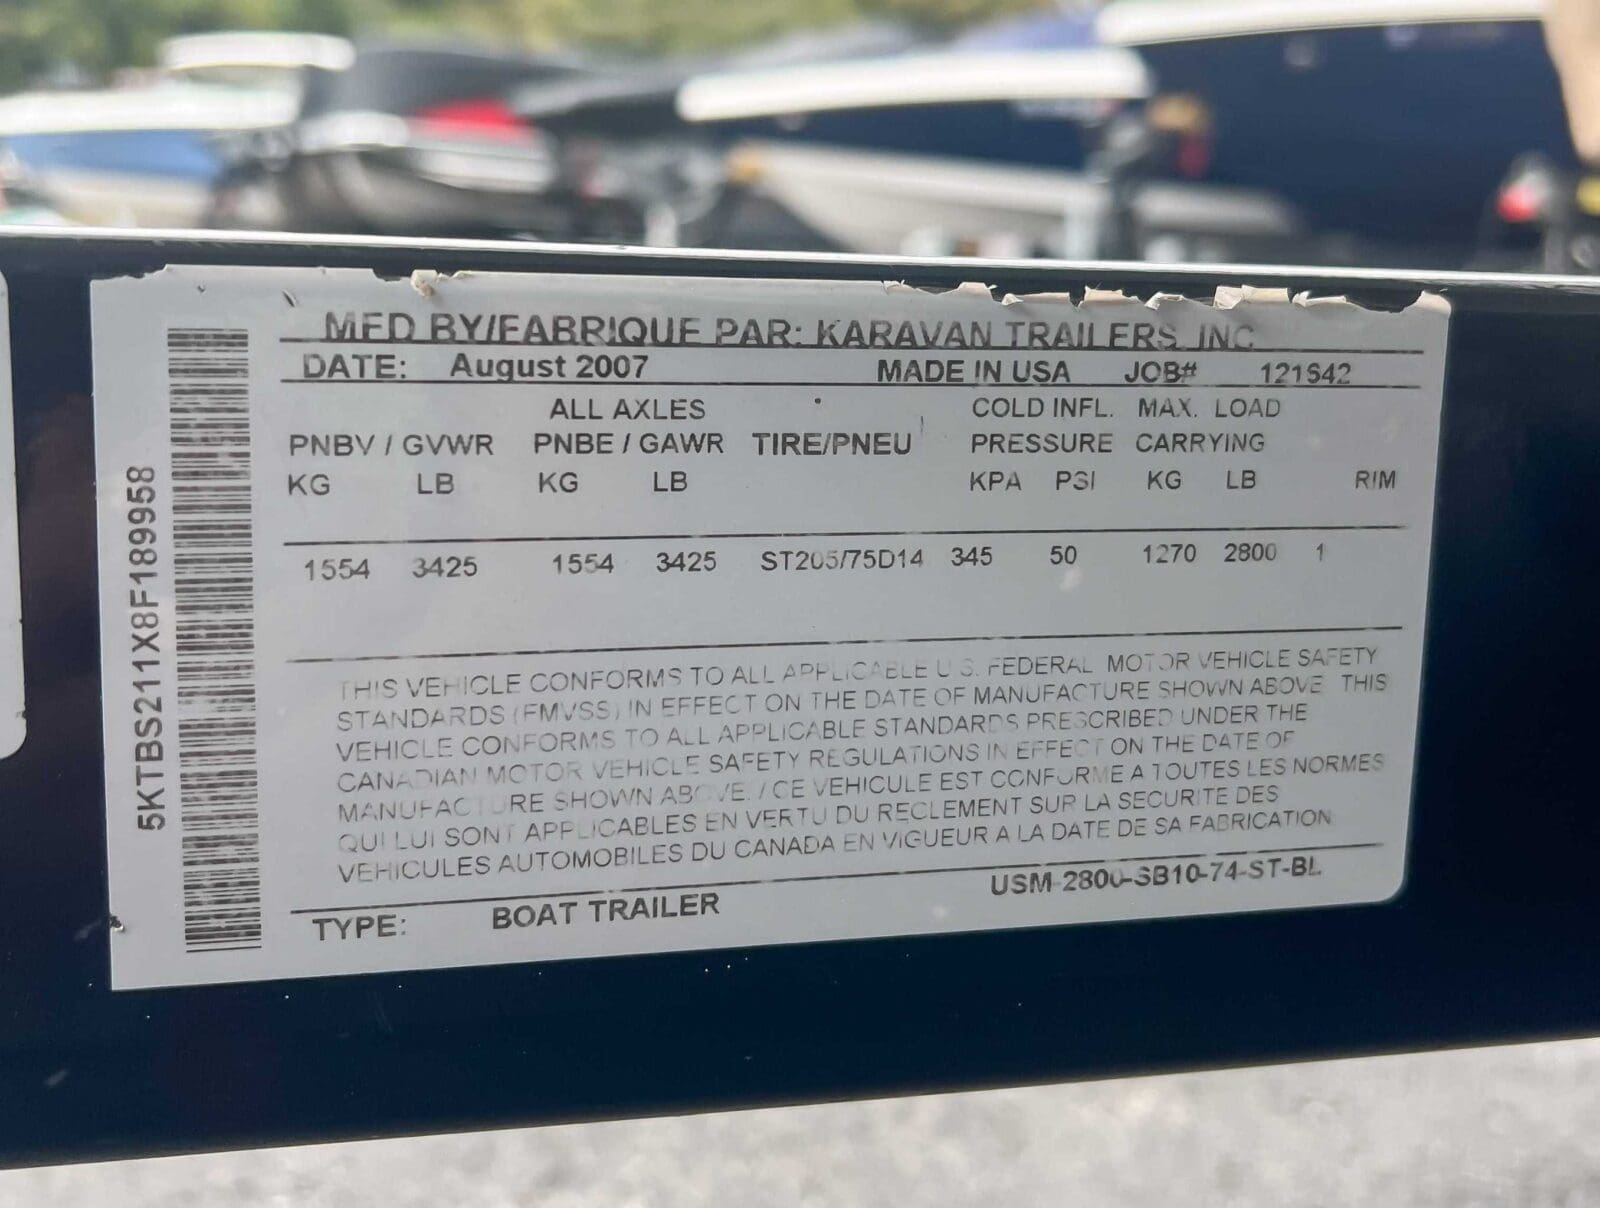 MFD BY/FABRIQUE PAR: KARAVAN TRAILERS, INC
DATE: August 2007 MADE IN USA JOB# 121642
ALL AXLES COLD INFL. MAX. LOAD
PNBV / GVWR PNBE / GAWR TIRE/PNEU PRESSURE CARRYING
KG LB KG LB KPA PSI KG LB RIM
1554 3425 1554 3425 ST205/75D14 345 50 1270 2800 1
THIS VEHICLE CONFORMS TO ALL APPLICABLE U.S. FEDERAL MOTOR VEHICLE SAFETY
STANDARDS (FMVSS) IN EFFECT ON THE DATE OF MANUFACTURE SHOWN ABOVE THIS
VEHICLE CONFORMS TO ALL APPLICABLE STANDARDS PRESCRIBED UNDER THE
CANADIAN MOTOR VEHICLE SAFETY REGULATIONS IN EFFECT ON THE DATE OF
MANUFACTURE SHOWN ABOVE. / CE VEHICULE EST CONFORME A TOUTES LES NORMES
QUI LUI SONT APPLICABLES EN VERTU DU RECLEMENT SUR LA SECURITE DES
VEHICULES AUTOMOBILES DU CANADA EN VIGUEUR A LA DATE DE SA FABRICATION
TYPE: BOAT TRAILER USM-2800-SB10-74-ST-BL
5KTBS211X8F189958